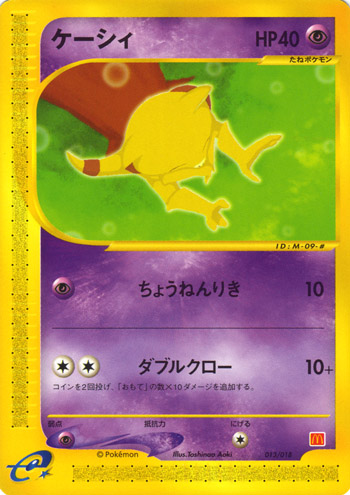 ケーシィ HP40
たねポケモン
ID:M-09-#
ちょうねんりき 10
ダブルクロー 10+
コインを2回投げ、「おもて」の数×10ダメージを追加する。
弱点 抵抗力 にげる
© Pokémon Illus.Toshinao Aoki 015/018
e